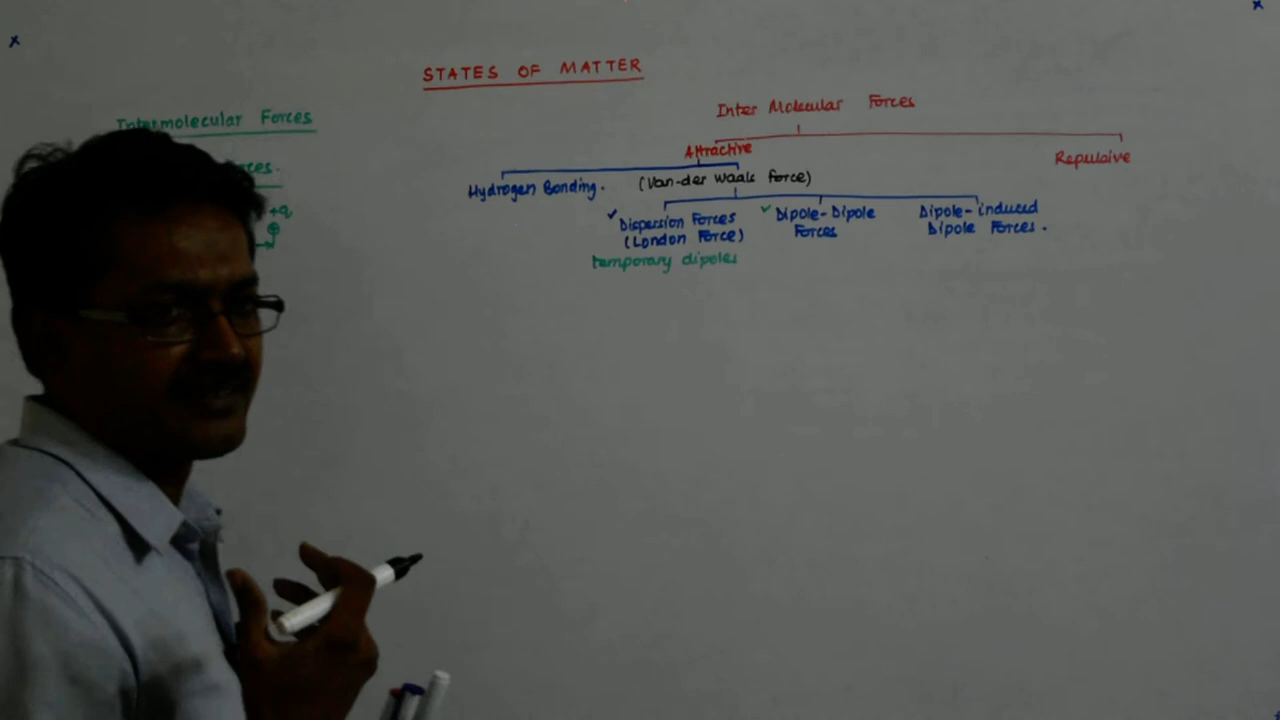 STATES OF MATTER
Intermolecular Forces
+q
⊕
Inter Molecular Forces
Attractive
Repulsive
Hydrogen Bonding.
(Van-der Waals Force)
Dispersion Forces
(London Force)
temporary dipoles
Dipole-Dipole
Forces
Dipole-induced
Dipole Forces.